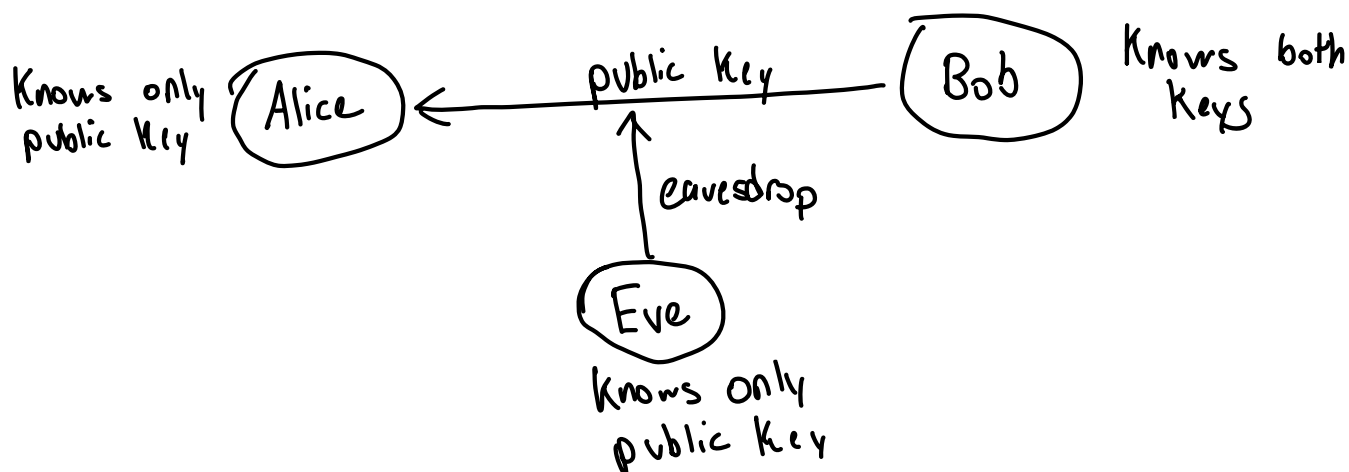 Knows only
public key
Alice
public key
Bob
Knows both
keys
eavesdrop
Eve
Knows only
public key